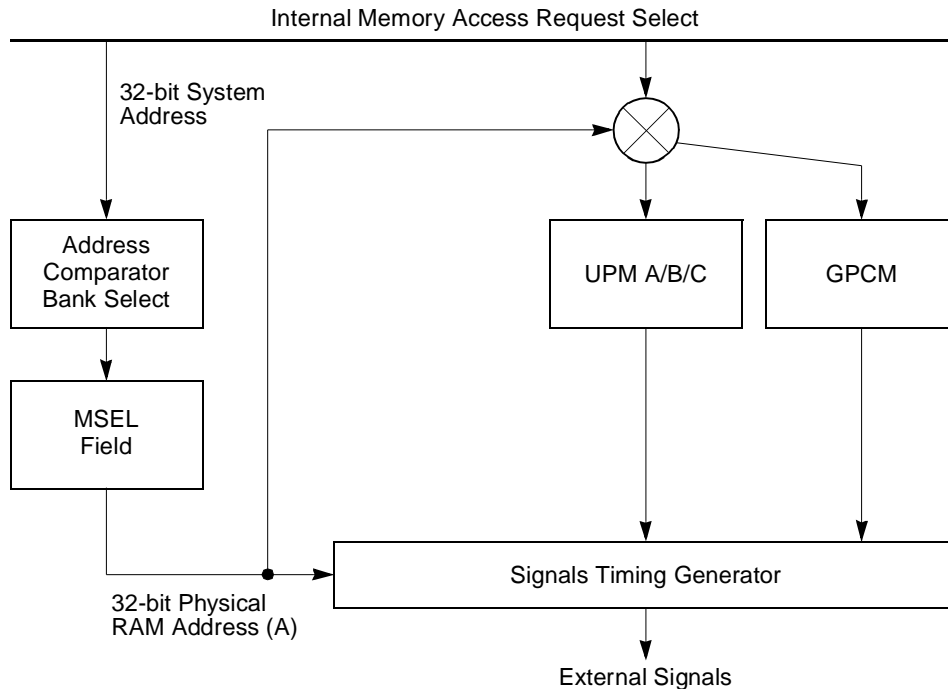 Internal Memory Access Request Select
32-bit System
Address
Address
Comparator
Bank Select
UPM A/B/C
GPCM
MSEL
Field
Signals Timing Generator
32-bit Physical
RAM Address (A)
External Signals